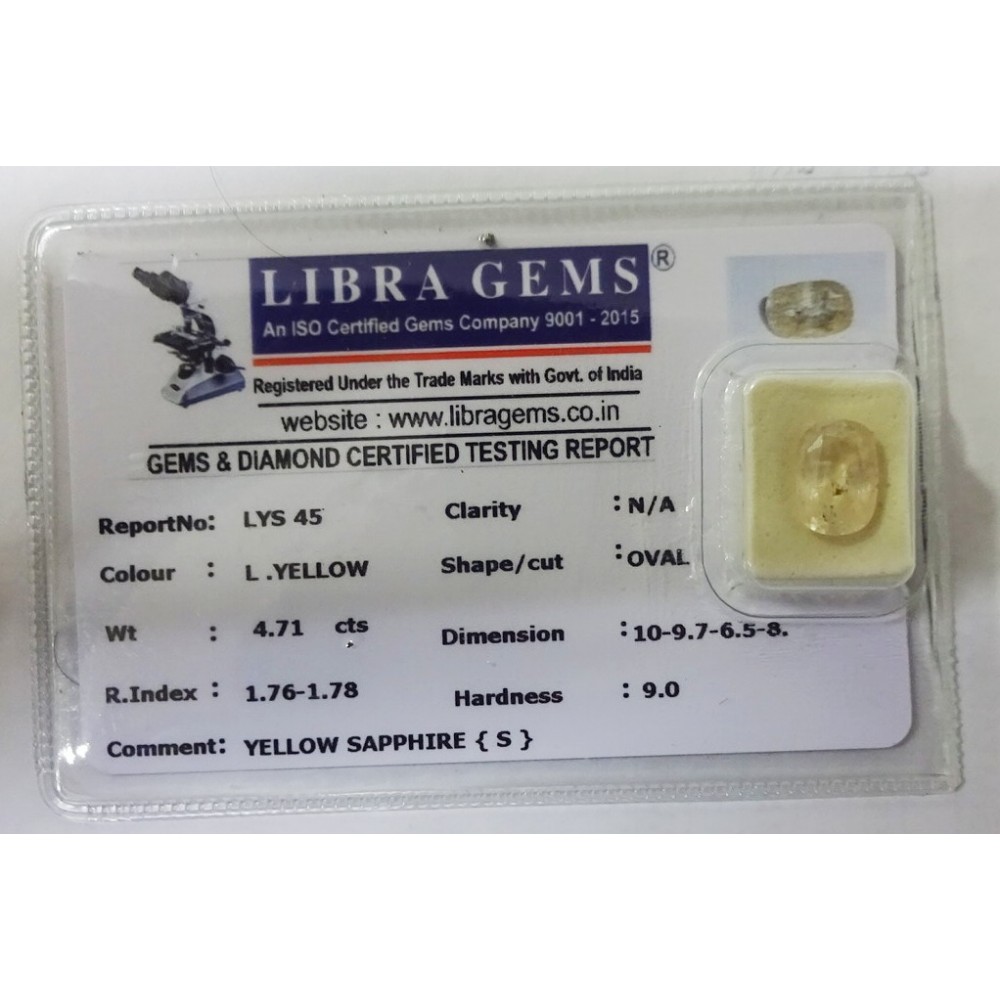 LIBRA GEMS ®
An ISO Certified Gems Company 9001 - 2015
Registered Under the Trade Marks with Govt. of India
website : www.libragems.co.in
GEMS & DIAMOND CERTIFIED TESTING REPORT
ReportNo: LYS 45 Clarity : N/A
Colour : L .YELLOW Shape/cut : OVAL
Wt : 4.71 cts Dimension : 10-9.7-6.5-8.
R.Index : 1.76-1.78 Hardness : 9.0
Comment: YELLOW SAPPHIRE { S }